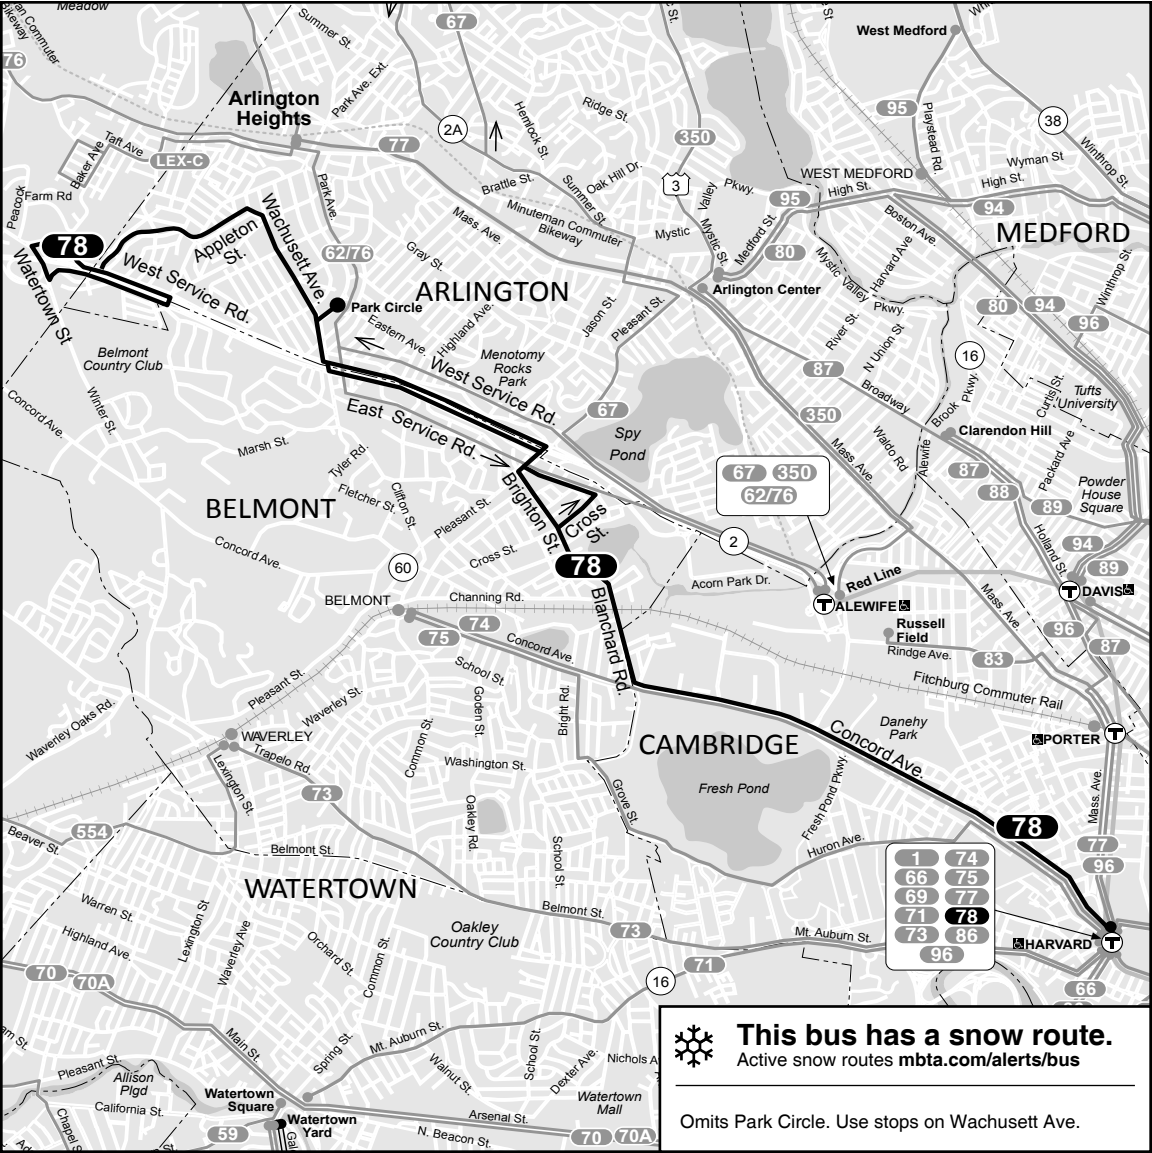 Meadow
Summer St.
67
West Medford
76
Arlington
Heights
Park Ave. Ext.
2A
Hemlock St.
Ridge St.
350
95
Playstead Rd.
38
Winthrop St.
Taft Ave
Baker Ave
LEX-C
77
Brattle St.
Oak Hill Dr.
Summer St.
3
Valley
Pkwy.
95
WEST MEDFORD
High St.
High St.
Wyman St
94
Peacock
Farm Rd
Park Ave.
Mass. Ave.
Minuteman Commuter
Bikeway
Mystic
Mystic St.
Medford St.
80
Boston Ave.
MEDFORD
78
Watertown St
West Service Rd.
Appleton
St.
Wachusett Ave.
62/76
Gray St.
ARLINGTON
Park Circle
Eastern Ave.
Highland Ave.
Jason St.
Pleasant St.
Arlington Center
Mystic
Valley
Pkwy.
Harvard Ave
River St.
N Union St
80
94
96
Winthrop St.
Belmont
Country Club
Menotomy
Rocks
Park
West Service Rd.
87
16
Broadway
Brook
Pkwy.
Curtis St.
Tufts
University
Concord Ave.
Winter St.
East Service Rd.
67
Spy
Pond
350
Mass. Ave.
Waldo Rd
Alewife
Clarendon Hill
Packard Ave
Marsh St.
Tyler Rd.
Fletcher St.
Clifton St.
Pleasant St.
67 350
62/76
87
88
89
Powder
House
Square
BELMONT
Concord Ave.
Brighton St.
Cross
St.
Cross St.
78
2
Holland St.
94
89
60
BELMONT
Channing Rd.
Acorn Park Dr.
Red Line
T ALEWIFE
T DAVIS
74
75
Concord Ave.
Blanchard Rd.
Russell
Field
Rindge Ave.
83
Mass. Ave.
96
87
School St.
Pleasant St.
Waverley St.
Goden St.
Bright Rd.
Fitchburg Commuter Rail
Waverley Oaks Rd.
WAVERLEY
Trapelo Rd.
Common St.
Washington St.
CAMBRIDGE
Concord Ave.
Danehy
Park
PORTER T
Lexington St.
73
Oakley Rd.
Grove St.
Fresh Pond
Fresh Pond Pkwy.
Mass. Ave.
554
Beaver St.
Belmont St.
School St.
Huron Ave.
78
77
96
WATERTOWN
Warren St.
Highland Ave.
Lexington St.
Waverley Ave
Orchard St.
Common St.
Oakley
Country Club
Belmont St.
73
Mt. Auburn St.
1 74
66 75
69 77
71 78
73 86
96
HARVARD T
70
70A
71
16
66
Main St.
Spring St.
Mt. Auburn St.
Walnut St.
School St.
Dexter Ave.
Nichols A
Pleasant St.
Allison
Plgd
California St.
Chapel S
Watertown
Square
Watertown
Yard
59
Arsenal St.
N. Beacon St.
Watertown
Mall
70 70A
This bus has a snow route.
Active snow routes mbta.com/alerts/bus
Omits Park Circle. Use stops on Wachusett Ave.